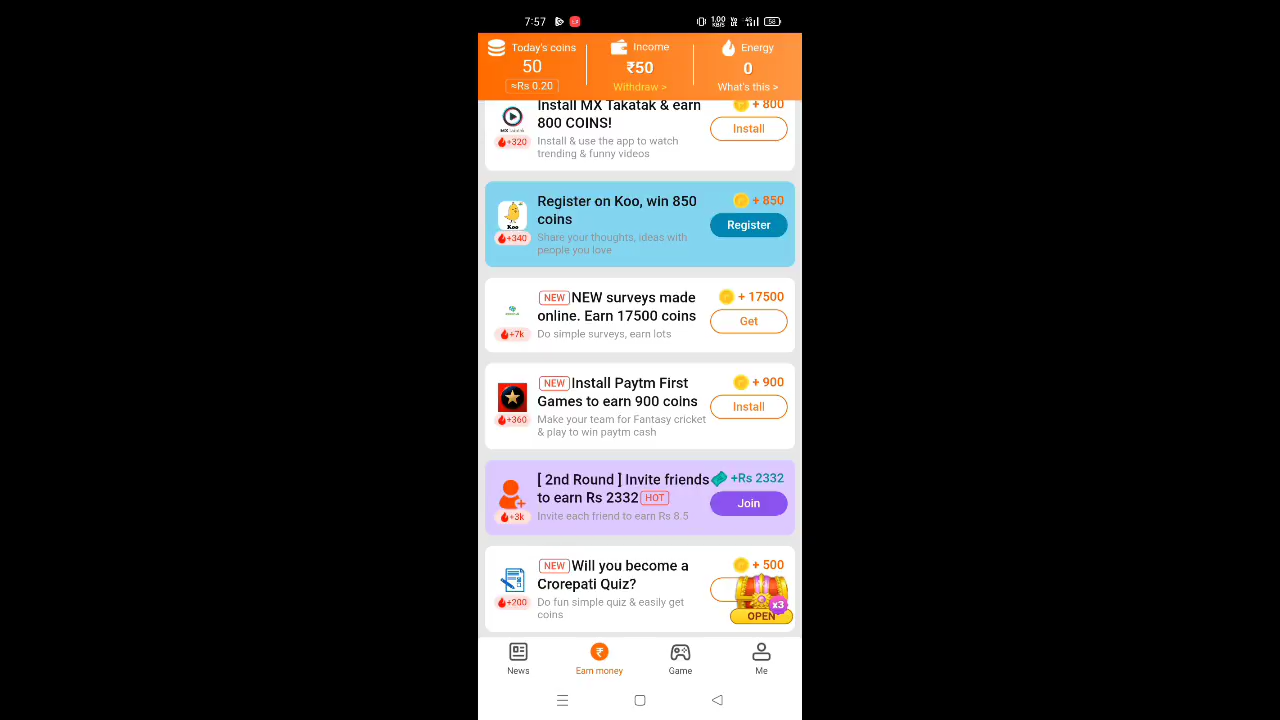 7:57
1.00 KB/S
4G
58
Today's coins
50
≈Rs 0.20
Income
₹50
Withdraw >
Energy
0
What's this >
Install MX Takatak & earn
800 COINS!
+320
Install & use the app to watch
trending & funny videos
+ 800
Install
Register on Koo, win 850
coins
Koo
+340
Share your thoughts, ideas with
people you love
+ 850
Register
NEW NEW surveys made
online. Earn 17500 coins
+7k
Do simple surveys, earn lots
+ 17500
Get
NEW Install Paytm First
Games to earn 900 coins
+360
Make your team for Fantasy cricket
& play to win paytm cash
+ 900
Install
[ 2nd Round ] Invite friends
to earn Rs 2332 HOT
+3k
Invite each friend to earn Rs 8.5
+Rs 2332
Join
NEW Will you become a
Crorepati Quiz?
+200
Do fun simple quiz & easily get
coins
+ 500
x3
OPEN
News
Earn money
Game
Me